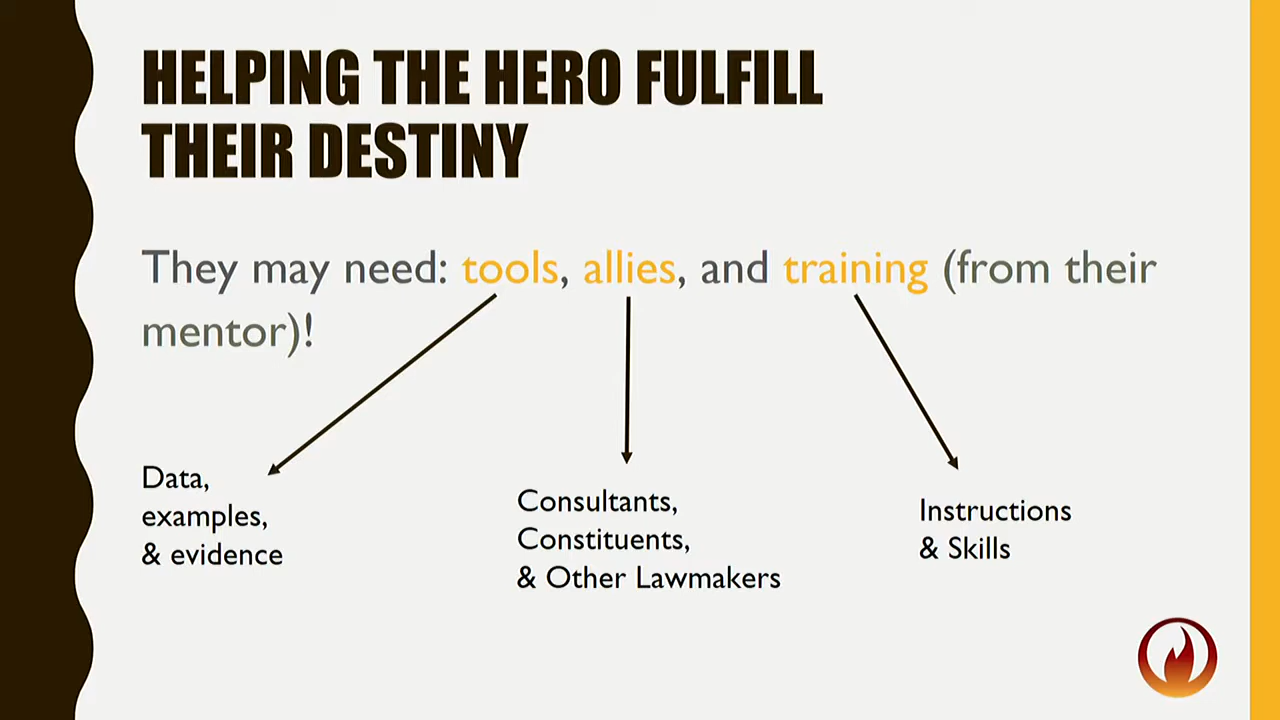 HELPING THE HERO FULFILL
THEIR DESTINY
They may need: tools, allies, and training (from their
mentor)!
Data,
examples,
& evidence
Consultants,
Constituents,
& Other Lawmakers
Instructions
& Skills